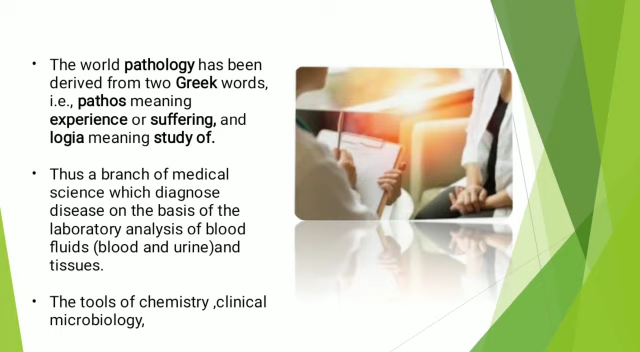 • The world pathology has been
derived from two Greek words,
i.e., pathos meaning
experience or suffering, and
logia meaning study of.
• Thus a branch of medical
science which diagnose
disease on the basis of the
laboratory analysis of blood
fluids (blood and urine)and
tissues.
• The tools of chemistry ,clinical
microbiology,